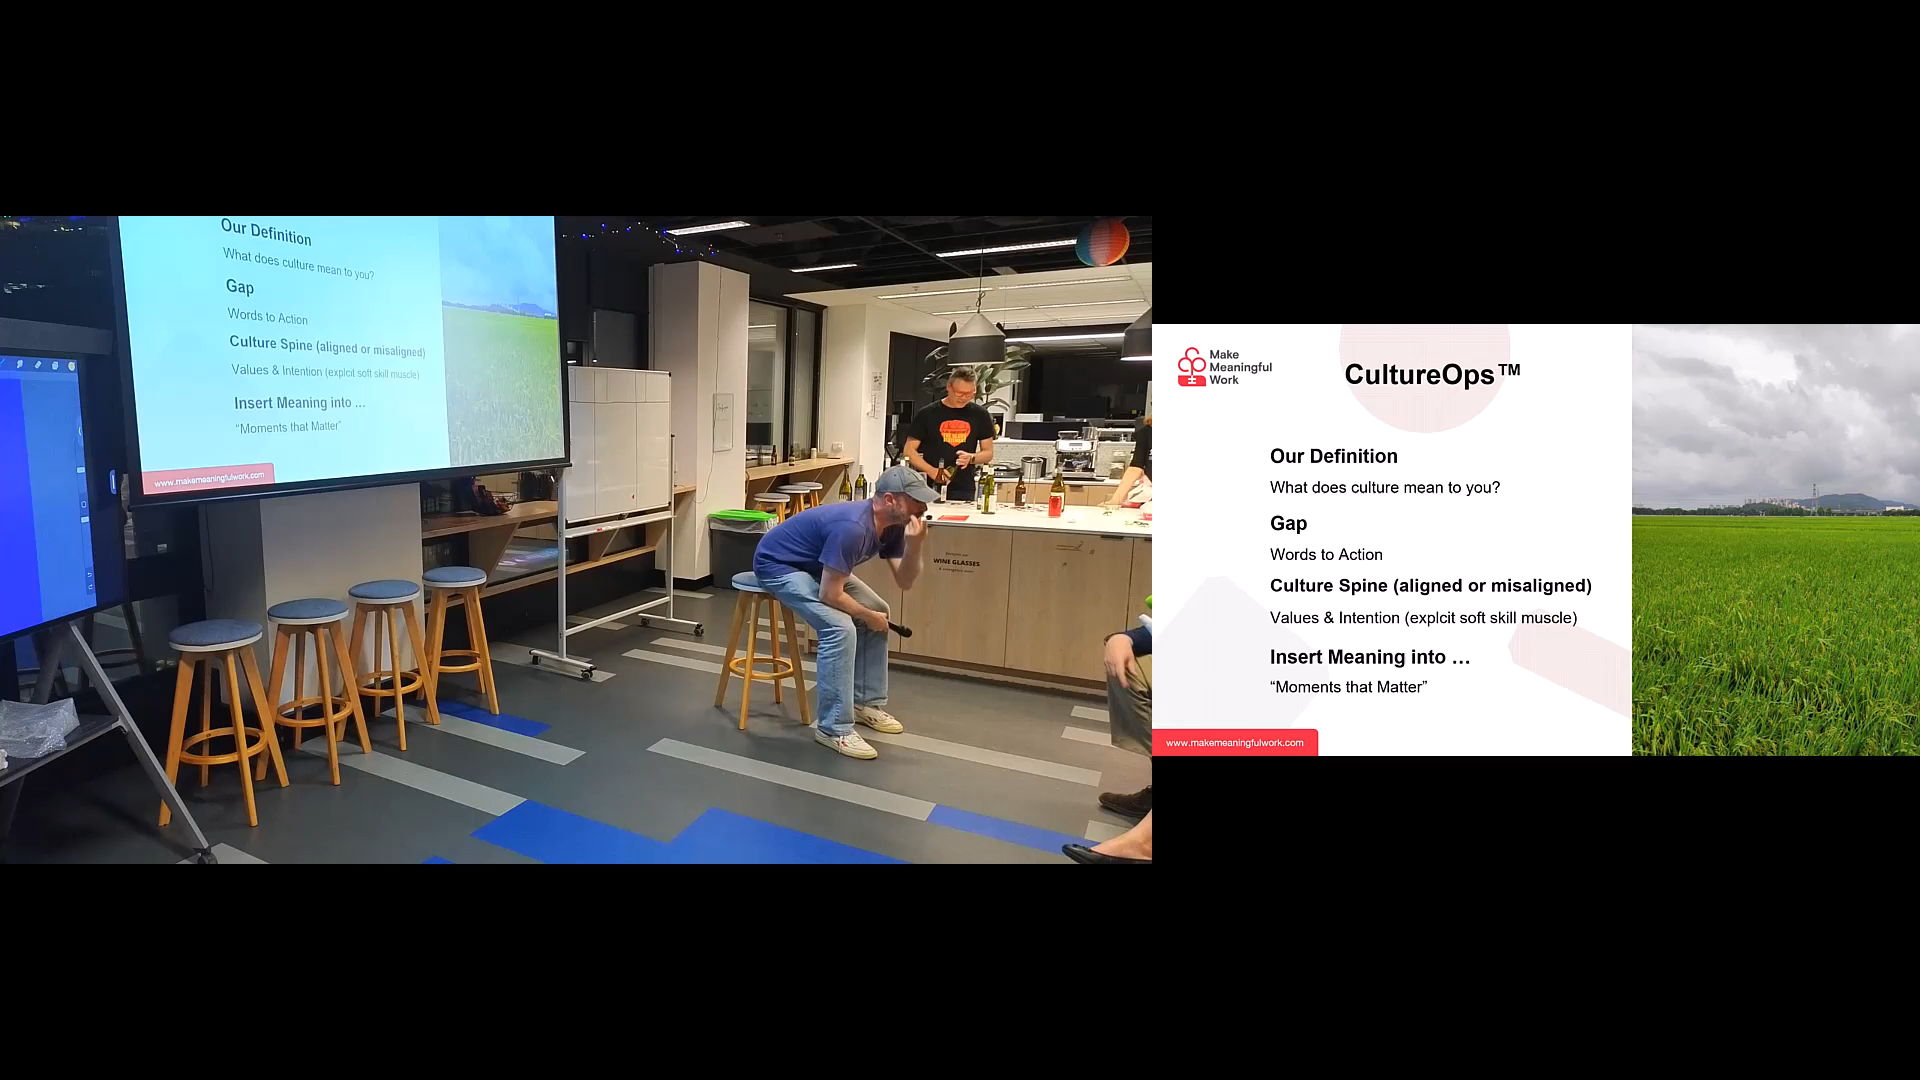 Our Definition
What does culture mean to you?
Gap
Words to Action
Culture Spine (aligned or misaligned)
Values & Intention (explcit soft skill muscle)
Insert Meaning into ...
“Moments that Matter”
www.makemeaningfulwork.com
WINE GLASSES
Make
Meaningful
Work
CultureOps™
Our Definition
What does culture mean to you?
Gap
Words to Action
Culture Spine (aligned or misaligned)
Values & Intention (explcit soft skill muscle)
Insert Meaning into …
“Moments that Matter”
www.makemeaningfulwork.com